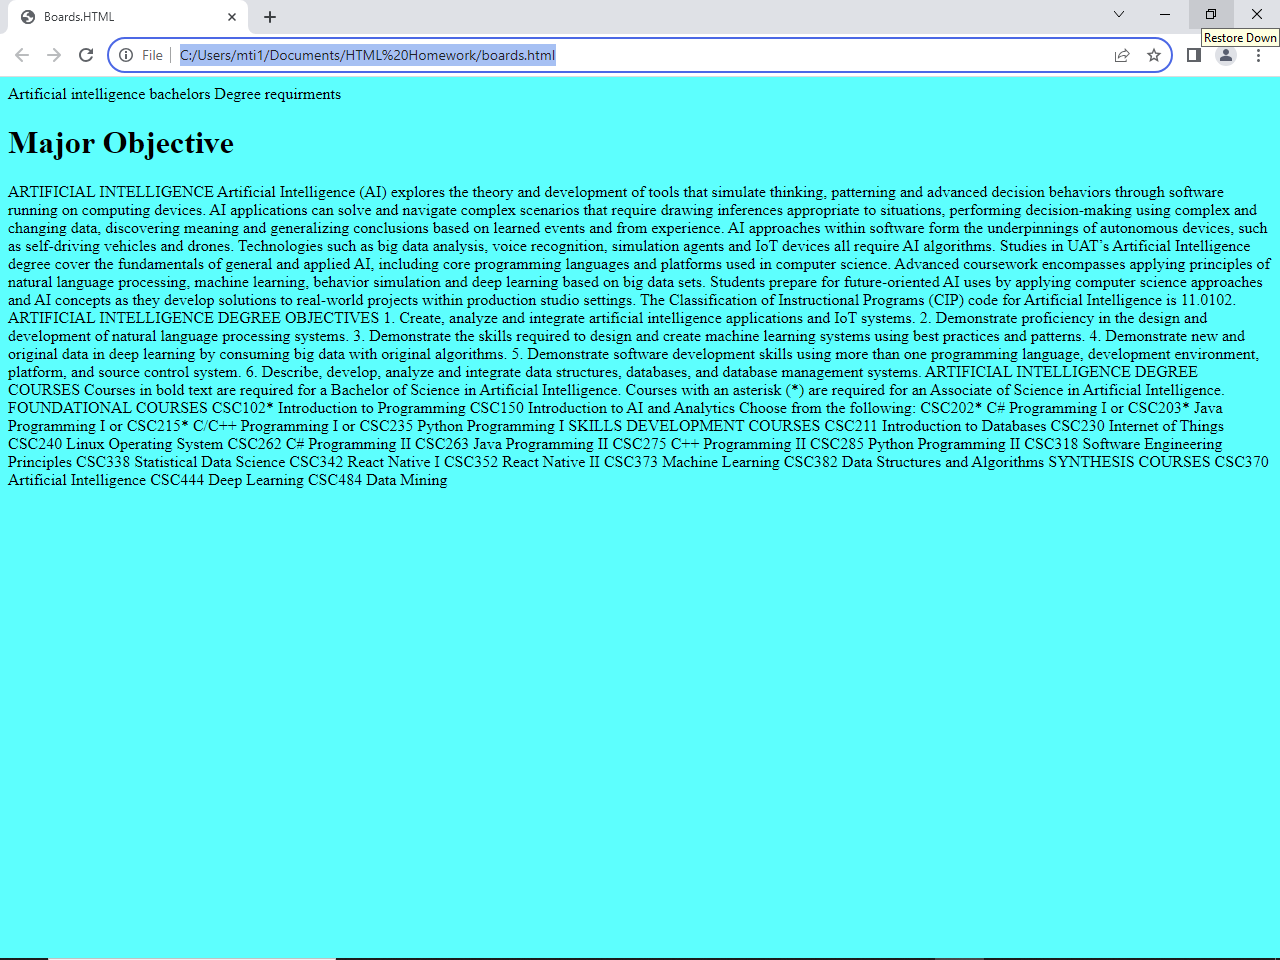 Boards.HTML
File
C:/Users/mti1/Documents/HTML%20Homework/boards.html
Restore Down
Artificial intelligence bachelors Degree requirments
Major Objective
ARTIFICIAL INTELLIGENCE Artificial Intelligence (AI) explores the theory and development of tools that simulate thinking, patterning and advanced decision behaviors through software
running on computing devices. AI applications can solve and navigate complex scenarios that require drawing inferences appropriate to situations, performing decision-making using complex and
changing data, discovering meaning and generalizing conclusions based on learned events and from experience. AI approaches within software form the underpinnings of autonomous devices, such
as self-driving vehicles and drones. Technologies such as big data analysis, voice recognition, simulation agents and IoT devices all require AI algorithms. Studies in UAT's Artificial Intelligence
degree cover the fundamentals of general and applied AI, including core programming languages and platforms used in computer science. Advanced coursework encompasses applying principles of
natural language processing, machine learning, behavior simulation and deep learning based on big data sets. Students prepare for future-oriented AI uses by applying computer science approaches
and AI concepts as they develop solutions to real-world projects within production studio settings. The Classification of Instructional Programs (CIP) code for Artificial Intelligence is 11.0102.
ARTIFICIAL INTELLIGENCE DEGREE OBJECTIVES 1. Create, analyze and integrate artificial intelligence applications and IoT systems. 2. Demonstrate proficiency in the design and
development of natural language processing systems. 3. Demonstrate the skills required to design and create machine learning systems using best practices and patterns. 4. Demonstrate new and
original data in deep learning by consuming big data with original algorithms. 5. Demonstrate software development skills using more than one programming language, development environment,
platform, and source control system. 6. Describe, develop, analyze and integrate data structures, databases, and database management systems. ARTIFICIAL INTELLIGENCE DEGREE
COURSES Courses in bold text are required for a Bachelor of Science in Artificial Intelligence. Courses with an asterisk (*) are required for an Associate of Science in Artificial Intelligence.
FOUNDATIONAL COURSES CSC102* Introduction to Programming CSC150 Introduction to AI and Analytics Choose from the following: CSC202* C# Programming I or CSC203* Java
Programming I or CSC215* C/C++ Programming I or CSC235 Python Programming I SKILLS DEVELOPMENT COURSES CSC211 Introduction to Databases CSC230 Internet of Things
CSC240 Linux Operating System CSC262 C# Programming II CSC263 Java Programming II CSC275 C++ Programming II CSC285 Python Programming II CSC318 Software Engineering
Principles CSC338 Statistical Data Science CSC342 React Native I CSC352 React Native II CSC373 Machine Learning CSC382 Data Structures and Algorithms SYNTHESIS COURSES CSC370
Artificial Intelligence CSC444 Deep Learning CSC484 Data Mining